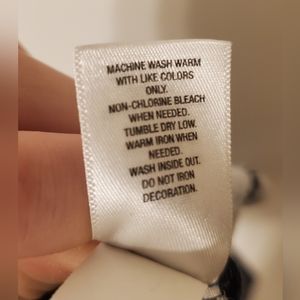 MACHINE WASH WARM
WITH LIKE COLORS
ONLY.
NON-CHLORINE BLEACH
WHEN NEEDED.
TUMBLE DRY LOW.
WARM IRON WHEN
NEEDED.
WASH INSIDE OUT.
DO NOT IRON
DECORATION.